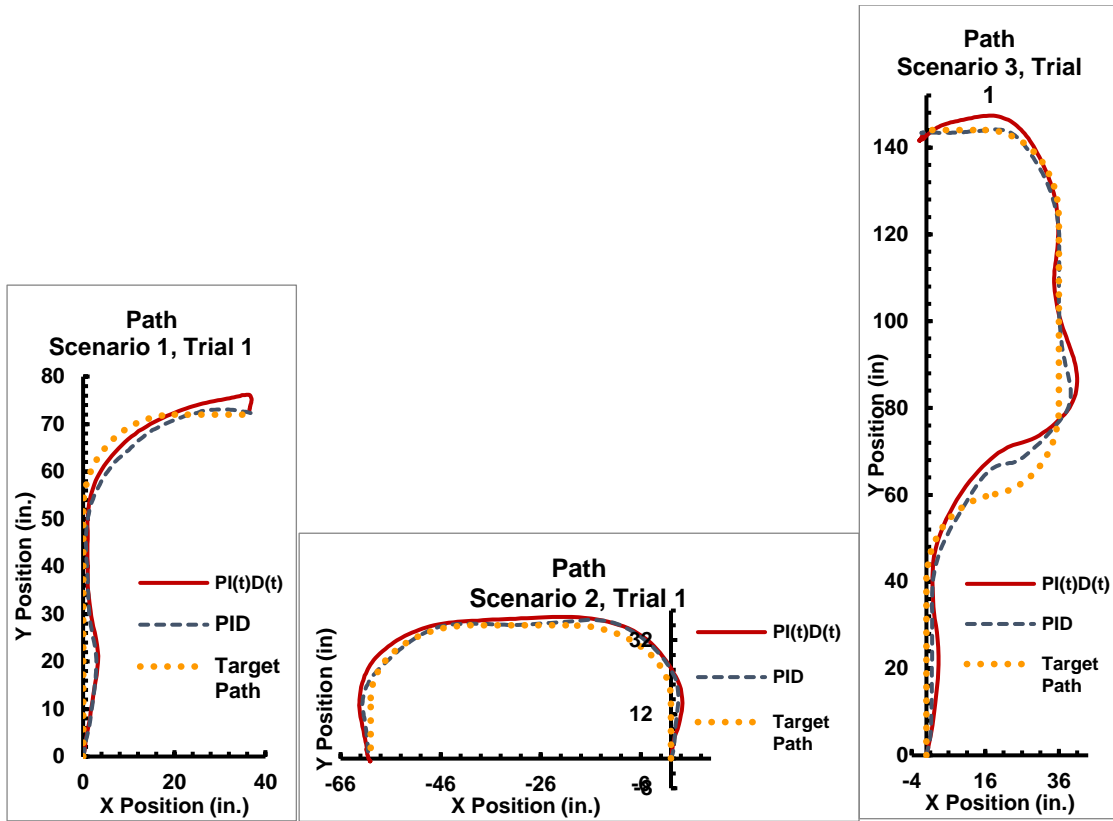 Path
Scenario 1, Trial 1
80
70
60
50
40
30
20
10
0
0 20 40
Y Position (in.)
X Position (in.)
PI(t)D(t)
PID
Target
Path
Path
Scenario 2, Trial 1
32
12
-8
-66 -46 -26 -6
Y Position (in)
X Position (in.)
PI(t)D(t)
PID
Target
Path
Path
Scenario 3, Trial
1
140
120
100
80
60
40
20
0
-4 16 36
Y Position (in)
X Position (in.)
PI(t)D(t)
PID
Target
Path